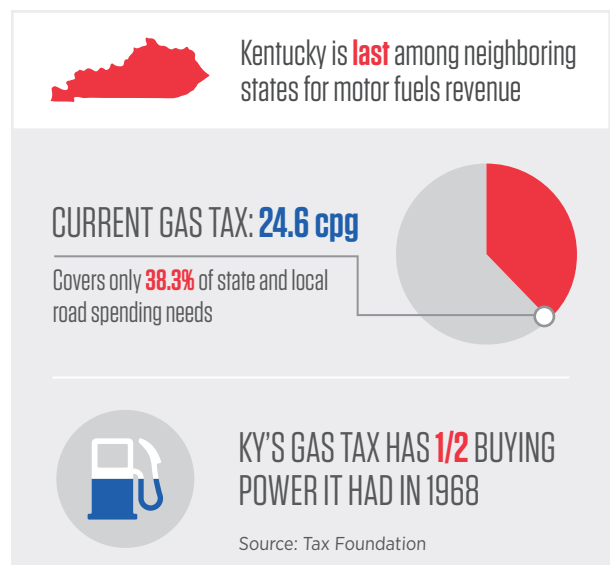 Kentucky is last among neighboring
states for motor fuels revenue
CURRENT GAS TAX: 24.6 cpg
Covers only 38.3% of state and local
road spending needs
KY'S GAS TAX HAS 1/2 BUYING
POWER IT HAD IN 1968
Source: Tax Foundation